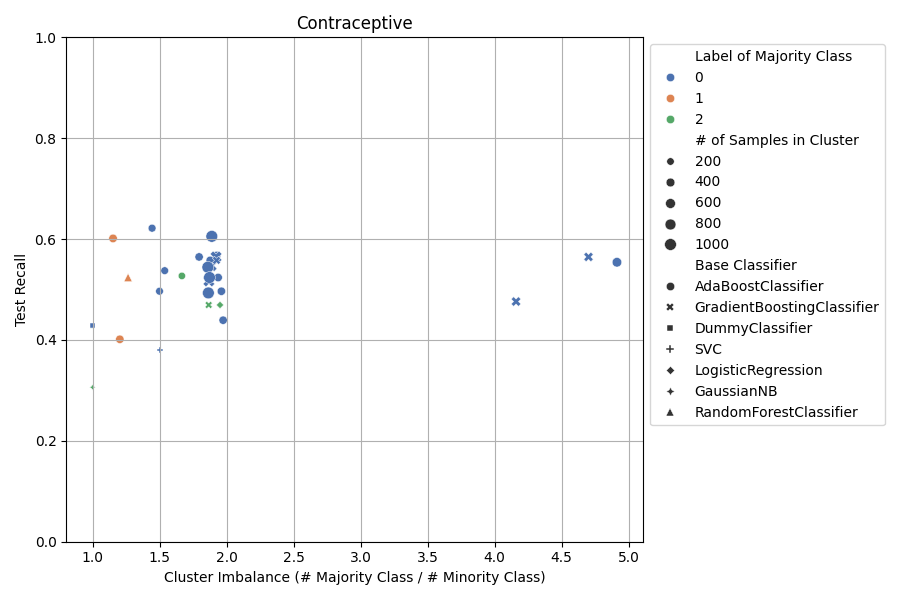 Contraceptive
1.0
0.8
0.6
0.4
0.2
0.0
Test Recall
1.0 1.5 2.0 2.5 3.0 3.5 4.0 4.5 5.0
Cluster Imbalance (# Majority Class / # Minority Class)
Label of Majority Class
0
1
2
# of Samples in Cluster
200
400
600
800
1000
Base Classifier
AdaBoostClassifier
GradientBoostingClassifier
DummyClassifier
SVC
LogisticRegression
GaussianNB
RandomForestClassifier